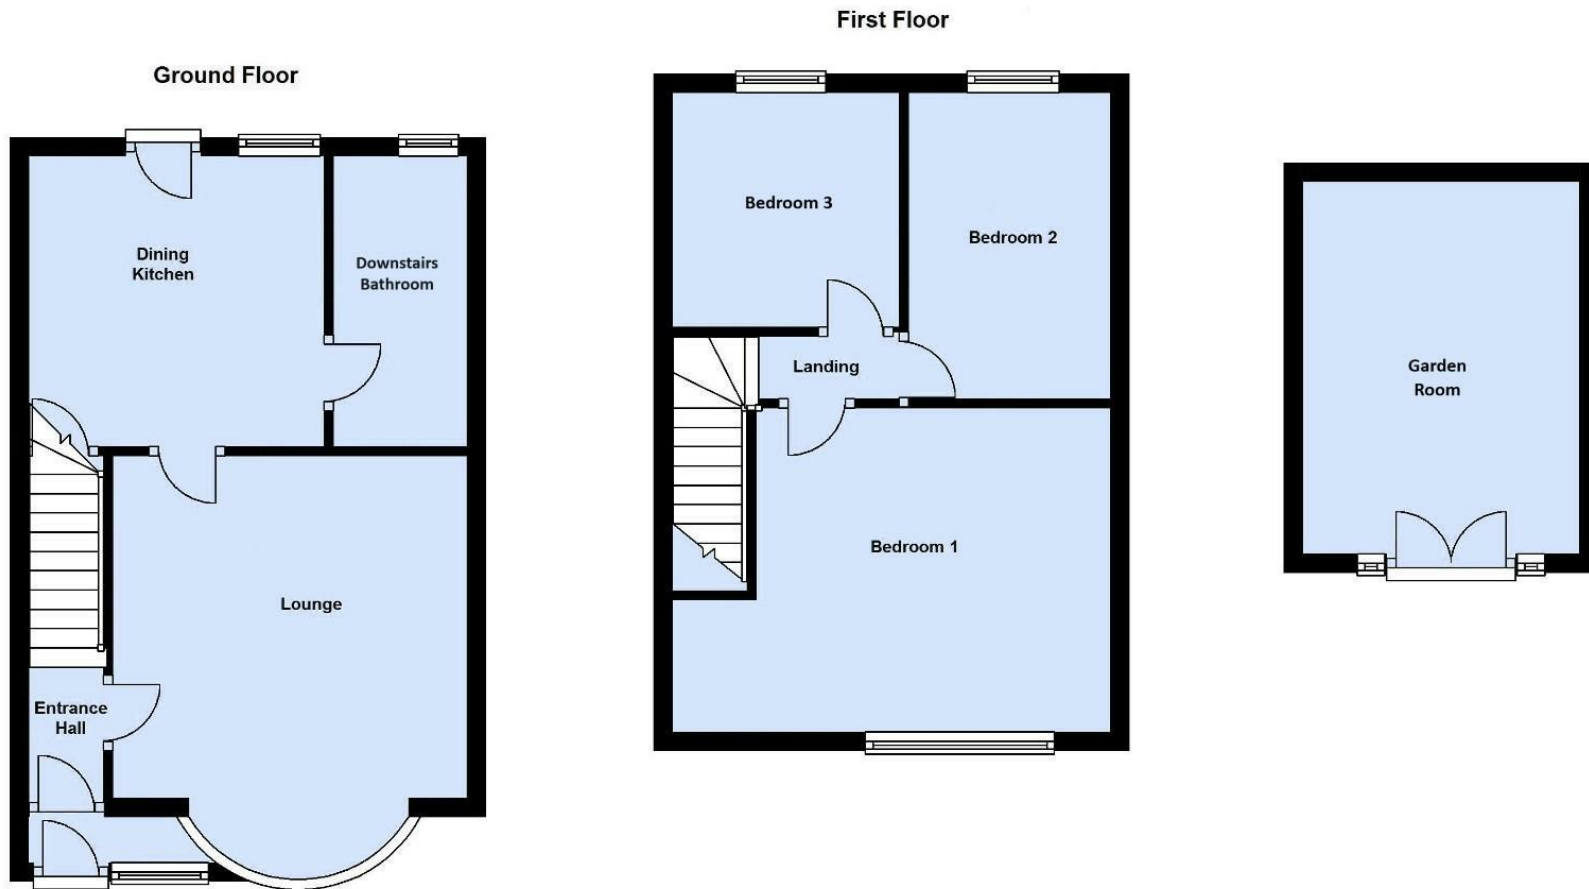 Ground Floor
Dining
Kitchen
Downstairs
Bathroom
Lounge
Entrance
Hall
First Floor
Bedroom 3
Bedroom 2
Landing
Bedroom 1
Garden
Room